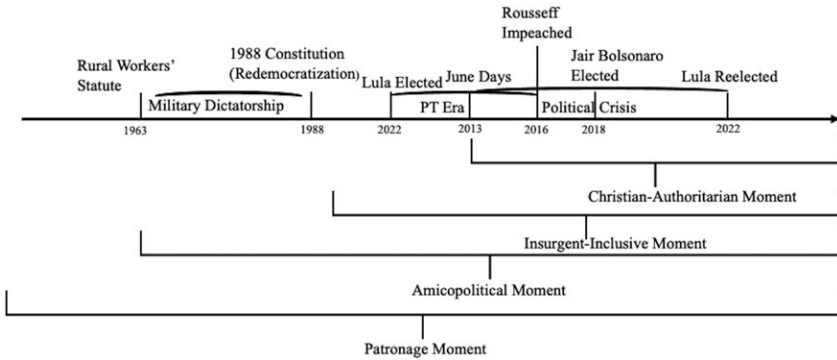 Rousseff
Impeached
1988 Constitution
(Redemocratization)
Jair Bolsonaro
Elected
Rural Workers'
Statute
Lula Elected
June Days
Lula Reelected
Military Dictatorship
PT Era
Political Crisis
1963
1988
2022
2013
2016
2018
2022
Christian-Authoritarian Moment
Insurgent-Inclusive Moment
Amicopolitical Moment
Patronage Moment